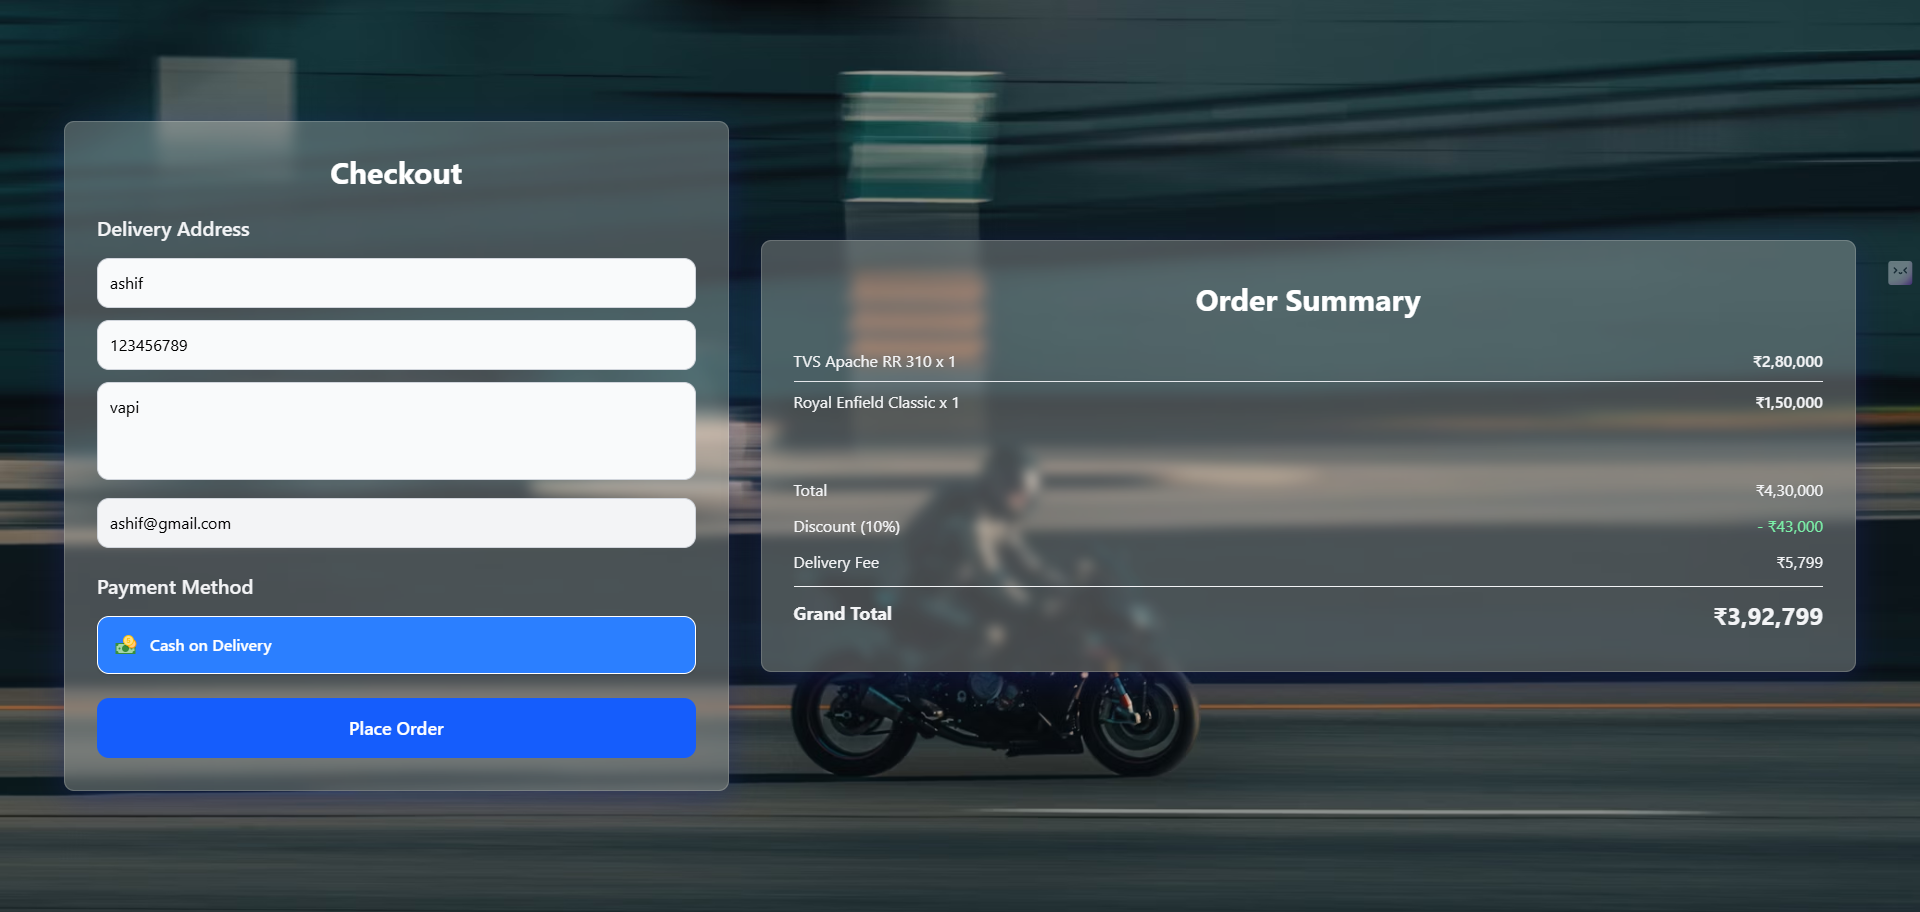 Checkout
Delivery Address
ashif
123456789
vapi
ashif@gmail.com
Payment Method
Cash on Delivery
Place Order
Order Summary
TVS Apache RR 310 x 1 ₹2,80,000
Royal Enfield Classic x 1 ₹1,50,000
Total ₹4,30,000
Discount (10%) - ₹43,000
Delivery Fee ₹5,799
Grand Total ₹3,92,799